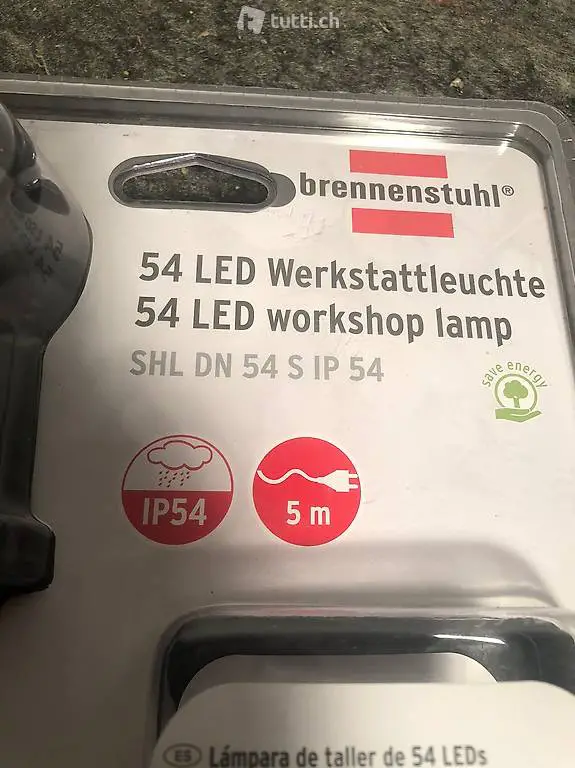 tutti.ch
brennenstuhl®
54 LED Werkstattleuchte
54 LED workshop lamp
SHL DN 54 S IP 54
save energy
IP54
5 m
ES Lámpara de taller de 54 LEDs